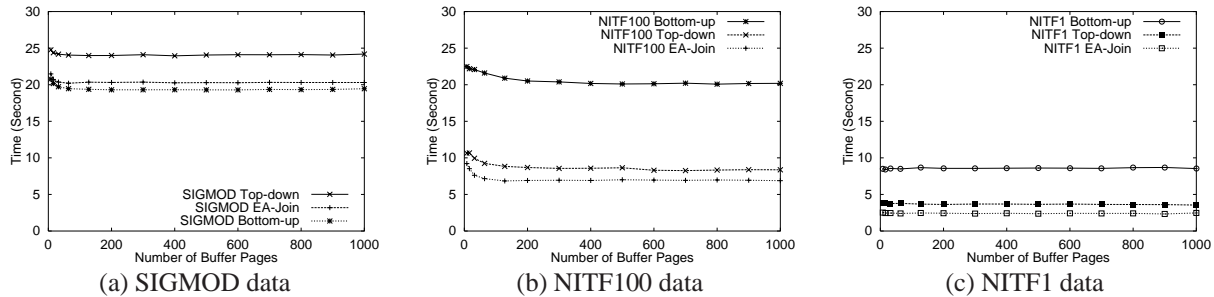 30
25
20
15
10
5
0
0 200 400 600 800 1000
Time (Second)
Number of Buffer Pages
SIGMOD Top-down
SIGMOD EA-Join
SIGMOD Bottom-up
(a) SIGMOD data
30
25
20
15
10
5
0
0 200 400 600 800 1000
Time (Second)
Number of Buffer Pages
NITF100 Bottom-up
NITF100 Top-down
NITF100 EA-Join
(b) NITF100 data
30
25
20
15
10
5
0
0 200 400 600 800 1000
Time (Second)
Number of Buffer Pages
NITF1 Bottom-up
NITF1 Top-down
NITF1 EA-Join
(c) NITF1 data